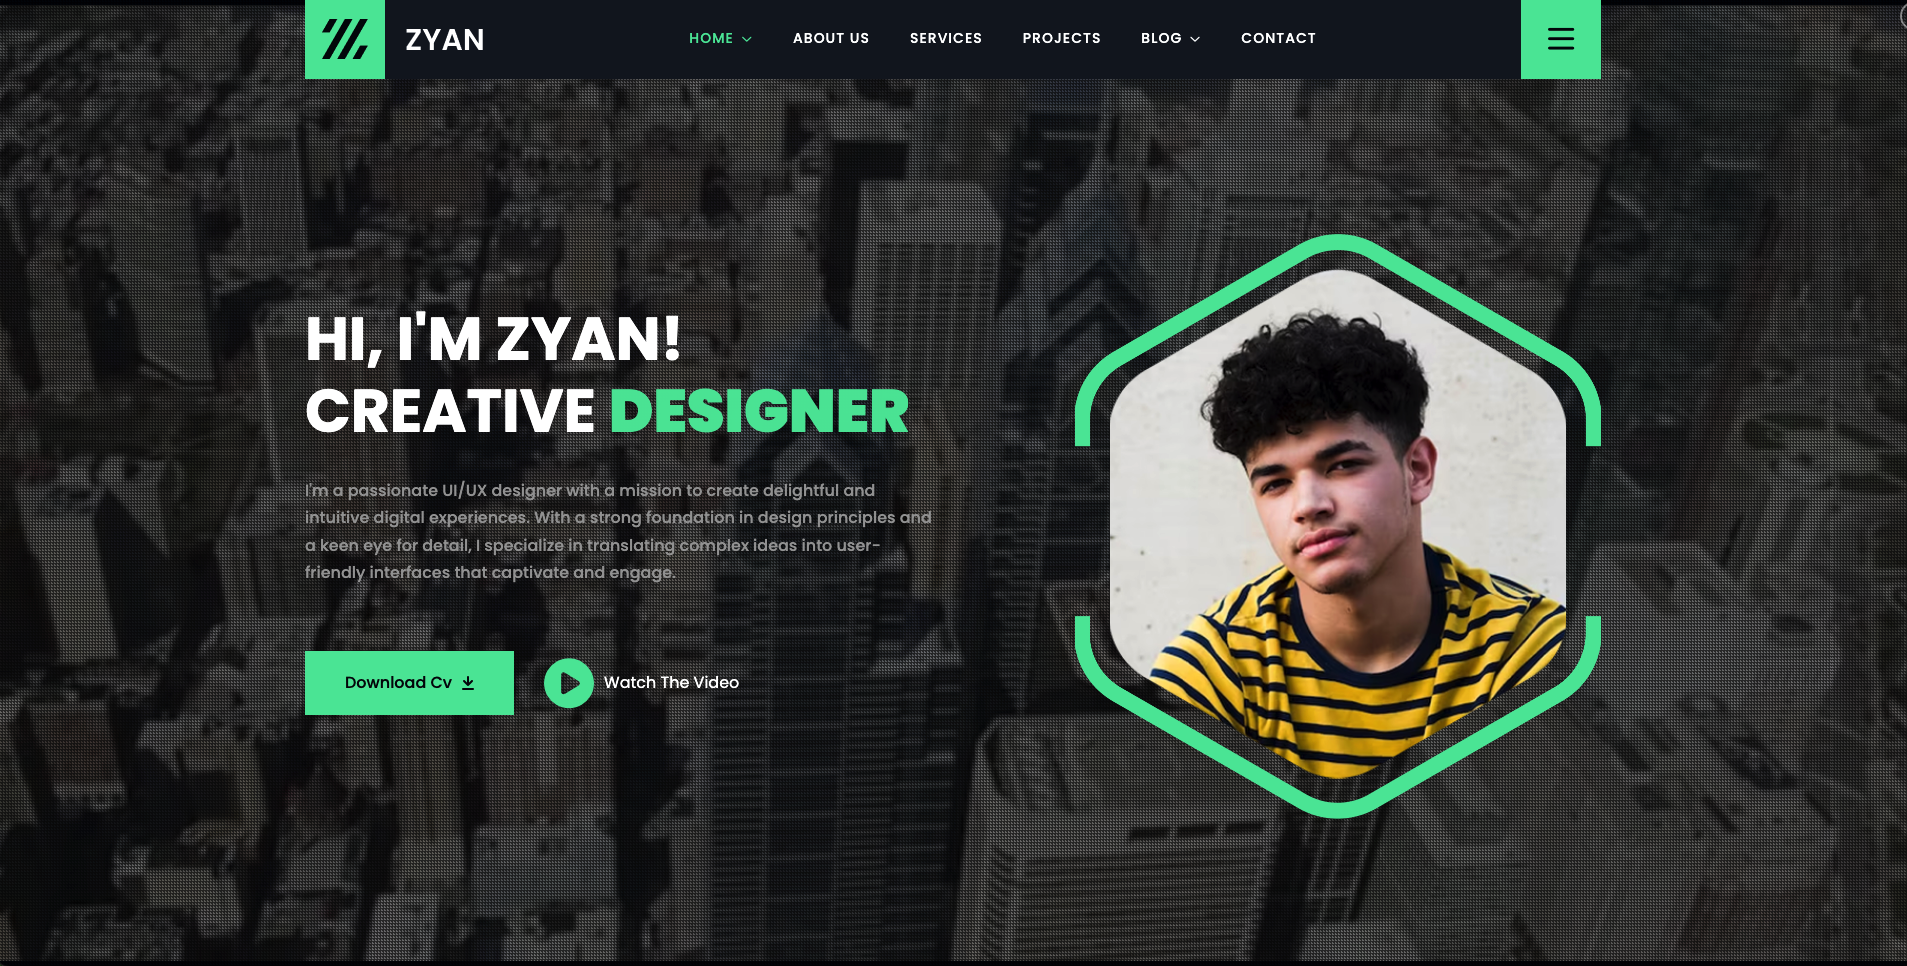 ZYAN
HOME
ABOUT US
SERVICES
PROJECTS
BLOG
CONTACT
HI, I'M ZYAN!
CREATIVE DESIGNER
I'm a passionate UI/UX designer with a mission to create delightful and
intuitive digital experiences. With a strong foundation in design principles and
a keen eye for detail, I specialize in translating complex ideas into user-
friendly interfaces that captivate and engage.
Download Cv
Watch The Video